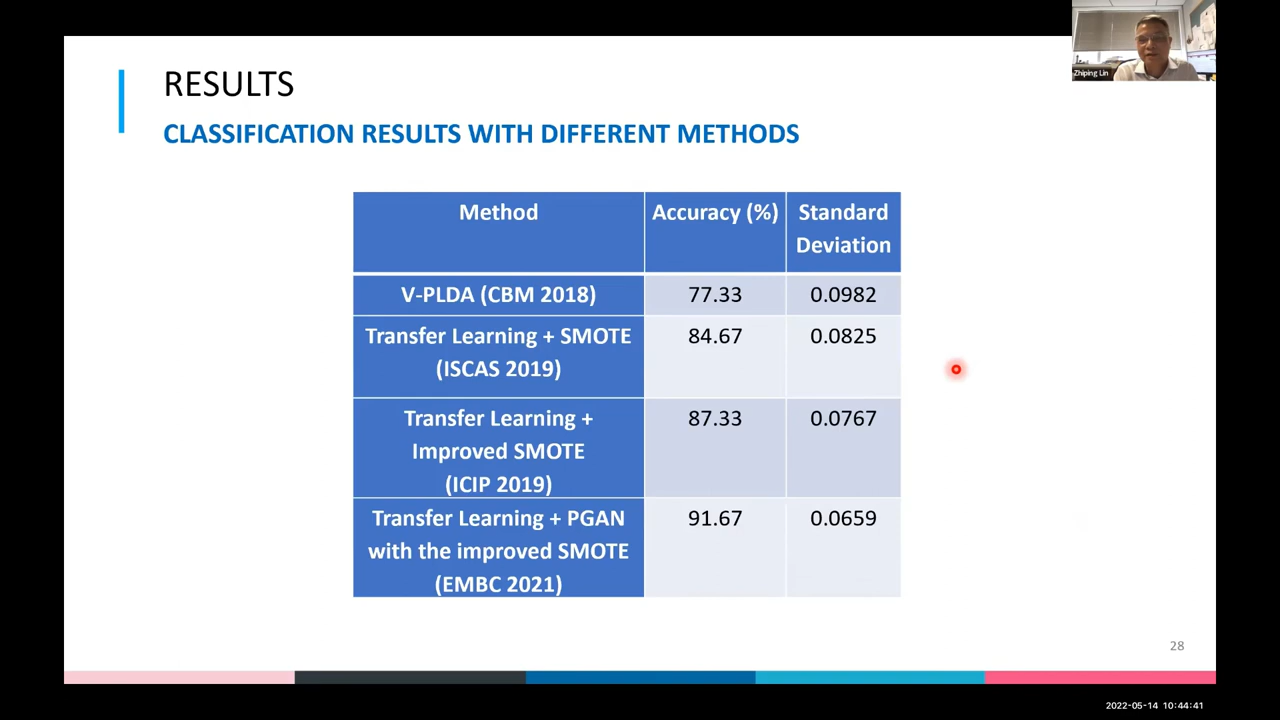 Zhiping Lin
RESULTS
CLASSIFICATION RESULTS WITH DIFFERENT METHODS
Method
Accuracy (%)
Standard
Deviation
V-PLDA (CBM 2018)
77.33
0.0982
Transfer Learning + SMOTE
(ISCAS 2019)
84.67
0.0825
Transfer Learning +
Improved SMOTE
(ICIP 2019)
87.33
0.0767
Transfer Learning + PGAN
with the improved SMOTE
(EMBC 2021)
91.67
0.0659
28
2022-05-14 10:44:41